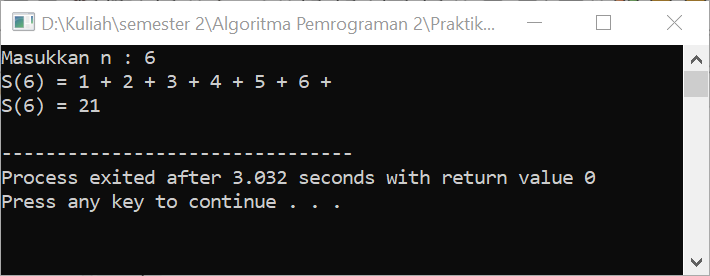 D:\Kuliah\semester 2\Algoritma Pemrograman 2\Praktik...
Masukkan n : 6
S(6) = 1 + 2 + 3 + 4 + 5 + 6 +
S(6) = 21
--------------------------------
Process exited after 3.032 seconds with return value 0
Press any key to continue . . .